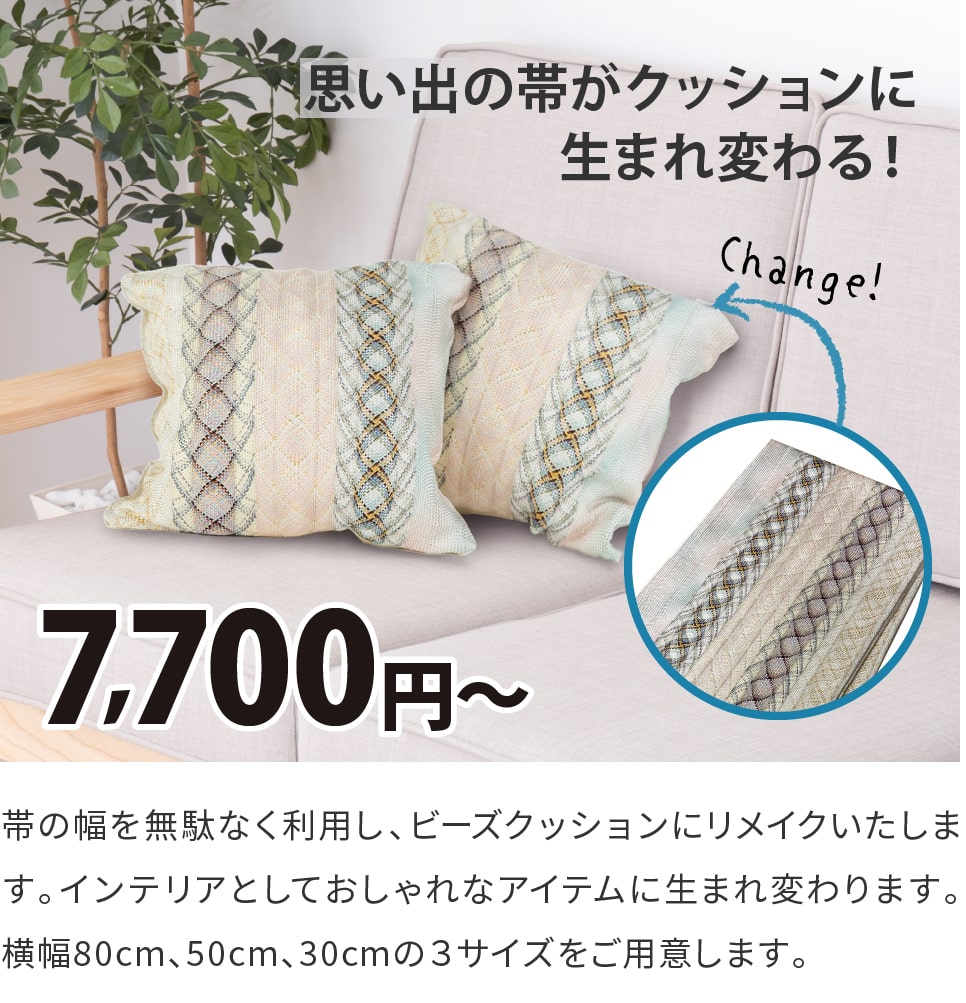 思い出の帯がクッションに
生まれ変わる！
Change!
7,700円〜
帯の幅を無駄なく利用し、ビーズクッションにリメイクいたしま
す。インテリアとしておしゃれなアイテムに生まれ変わります。
横幅80cm、50cm、30cmの３サイズをご用意します。